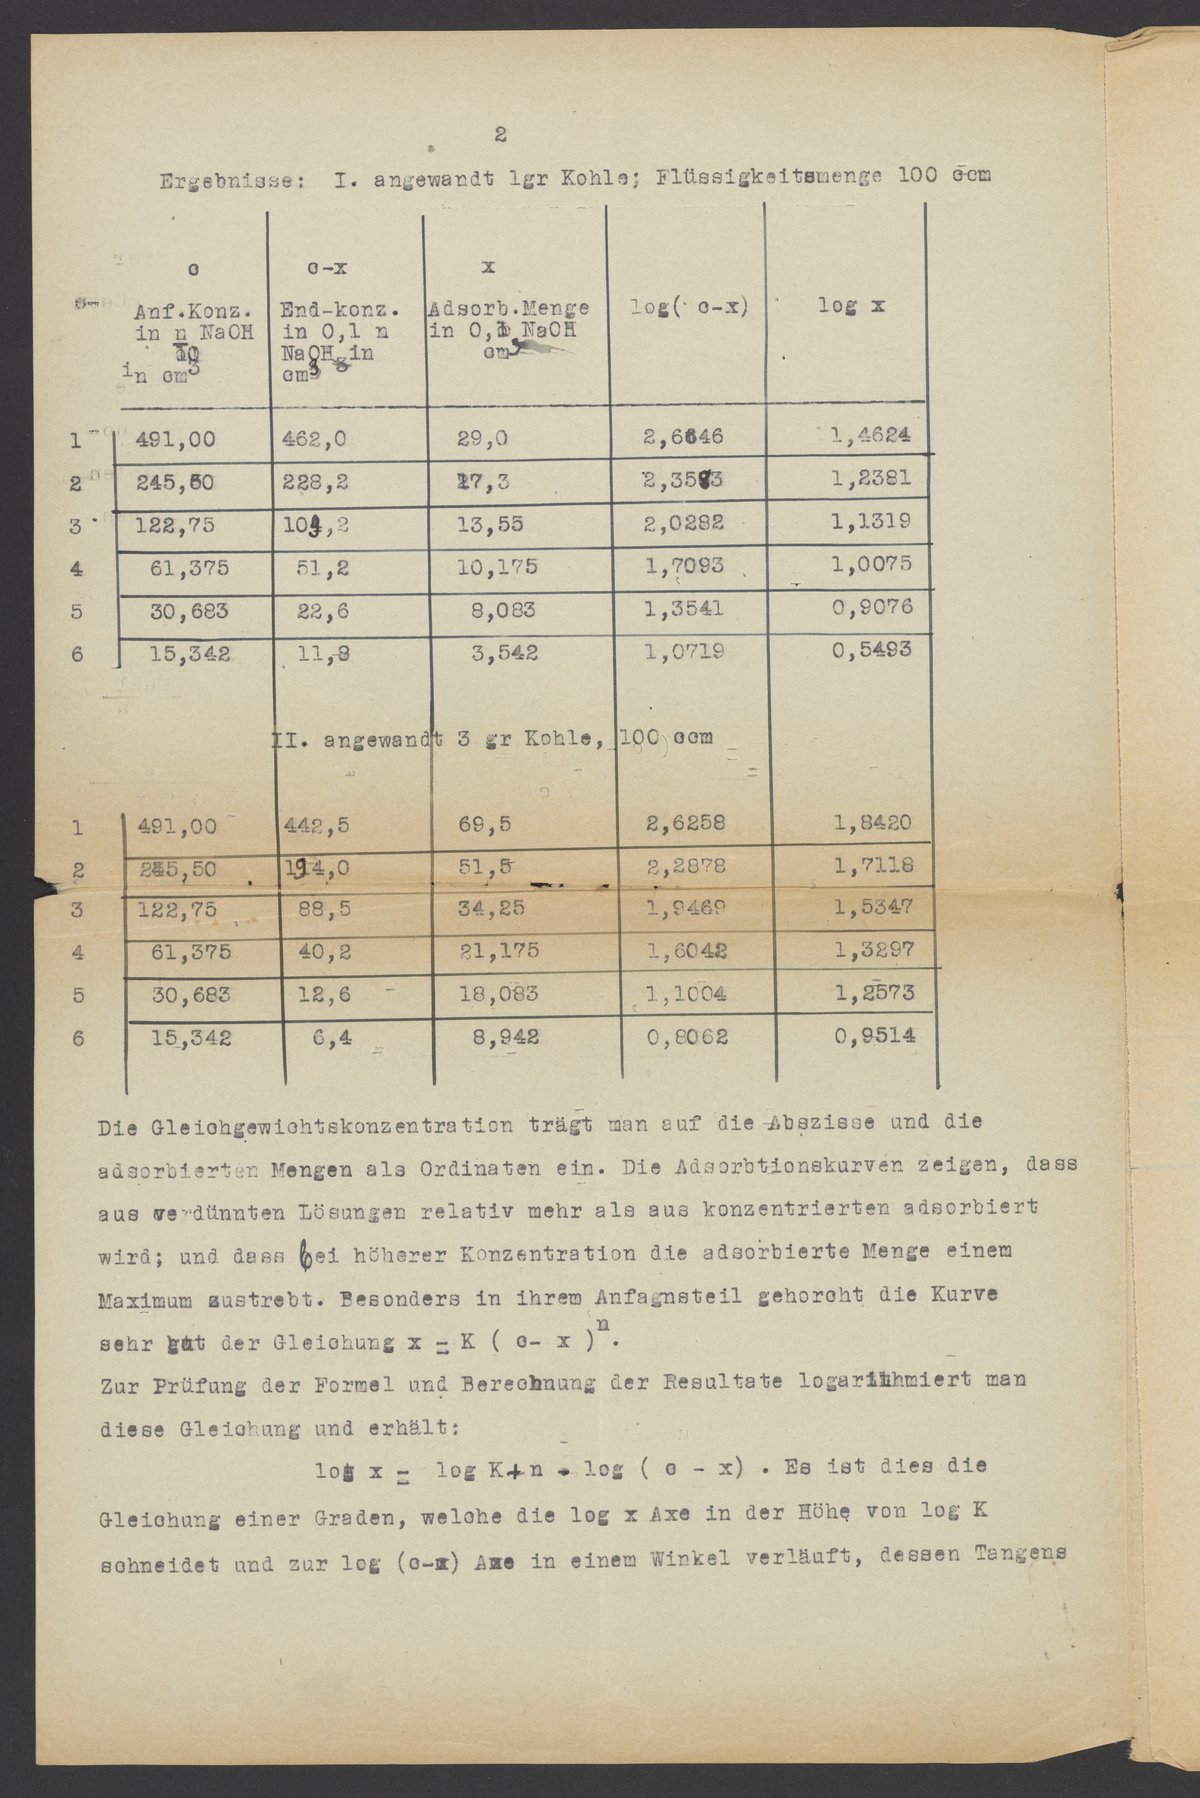 2
Ergebnisse: I. angewandt 1gr Kohle; Flüssigkeitsmenge 100 ccm
c c-x x
Anf.Konz. End-konz. Adsorb.Menge log( c-x) log x
in n NaOH in 0,1 n in 0,1 NaOH
10 NaOH in cm³
in cm³ cm³
1 491,00 462,0 29,0 2,6646 1,4624
2 245,50 228,2 17,3 2,3583 1,2381
3 122,75 104,2 13,55 2,0282 1,1319
4 61,375 51,2 10,175 1,7093 1,0075
5 30,683 22,6 8,083 1,3541 0,9076
6 15,342 11,8 3,542 1,0719 0,5493
II. angewandt 3 gr Kohle, 100 ccm
1 491,00 442,5 69,5 2,6258 1,8420
2 245,50 194,0 51,5 2,2878 1,7118
3 122,75 88,5 34,25 1,9469 1,5347
4 61,375 40,2 21,175 1,6042 1,3297
5 30,683 12,6 18,083 1,1004 1,2573
6 15,342 6,4 8,942 0,8062 0,9514
Die Gleichgewichtskonzentration trägt man auf die Abszisse und die
adsorbierten Mengen als Ordinaten ein. Die Adsorbtionskurven zeigen, dass
aus verdünnten Lösungen relativ mehr als aus konzentrierten adsorbiert
wird; und dass bei höherer Konzentration die adsorbierte Menge einem
Maximum zustrebt. Besonders in ihrem Anfagnsteil gehorcht die Kurve
sehr gut der Gleichung x = K ( c- x )ⁿ.
Zur Prüfung der Formel und Berechnung der Resultate logarithmiert man
diese Gleichung und erhält:
log x = log K+n . log ( c - x) . Es ist dies die
Gleichung einer Graden, welche die log x Axe in der Höhe von log K
schneidet und zur log (c-x) Axe in einem Winkel verläuft, dessen Tangens